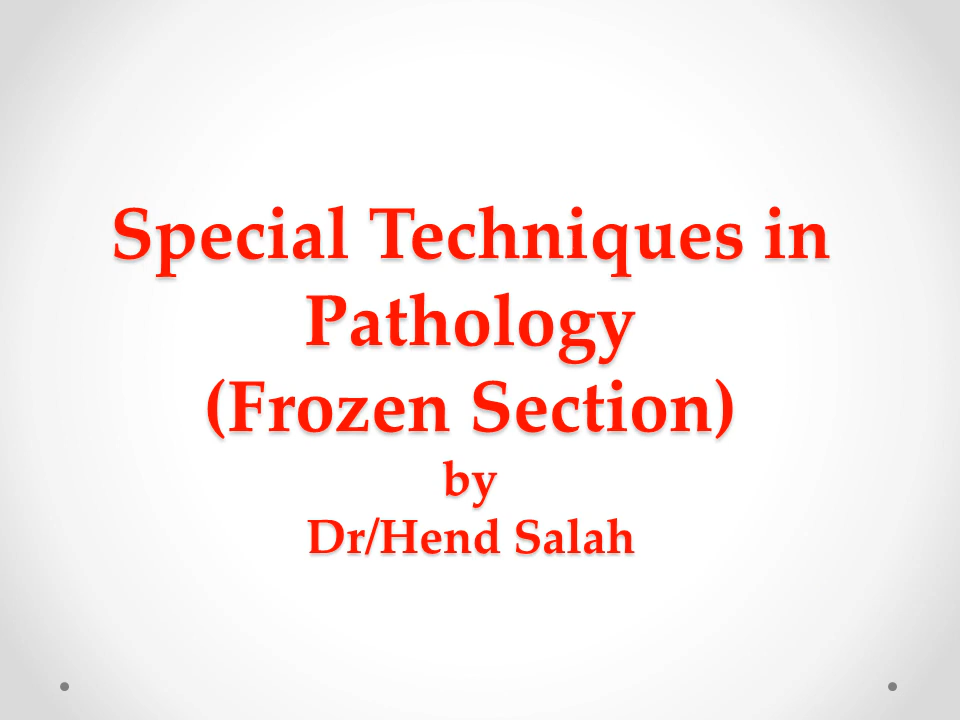 Special Techniques in
Pathology
(Frozen Section)
by
Dr/Hend Salah